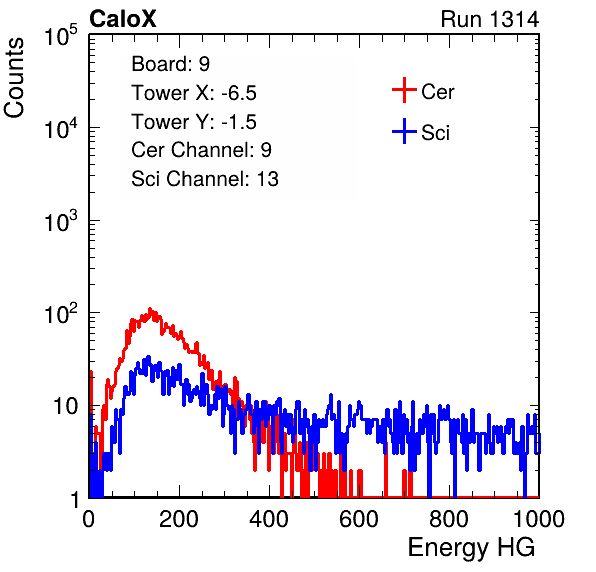 CaloX Run 1314
Counts
Board: 9
Tower X: -6.5
Tower Y: -1.5
Cer Channel: 9
Sci Channel: 13
Cer
Sci
10^5
10^4
10^3
10^2
10
1
0 200 400 600 800 1000
Energy HG